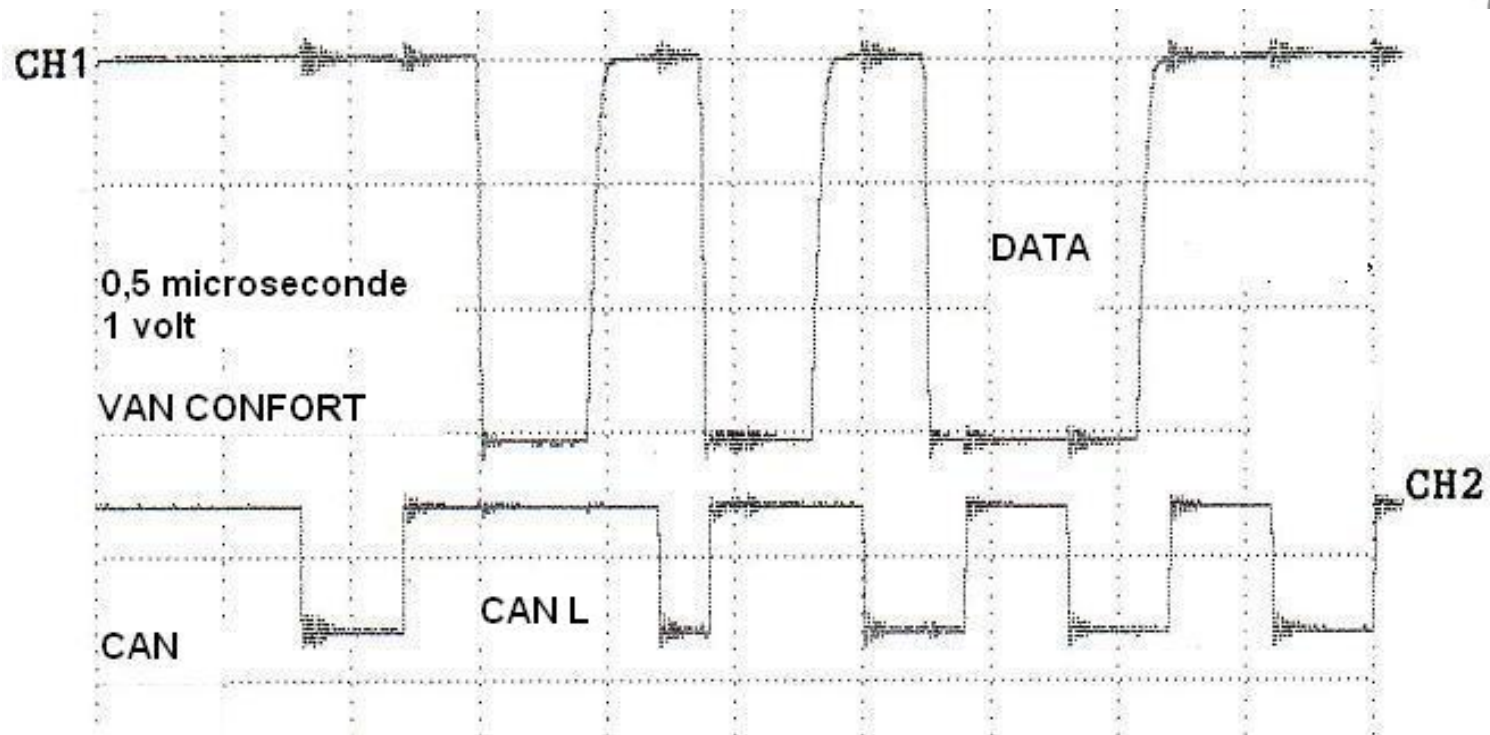 CH1
DATA
0,5 microseconde
1 volt
VAN CONFORT
CH2
CAN L
CAN